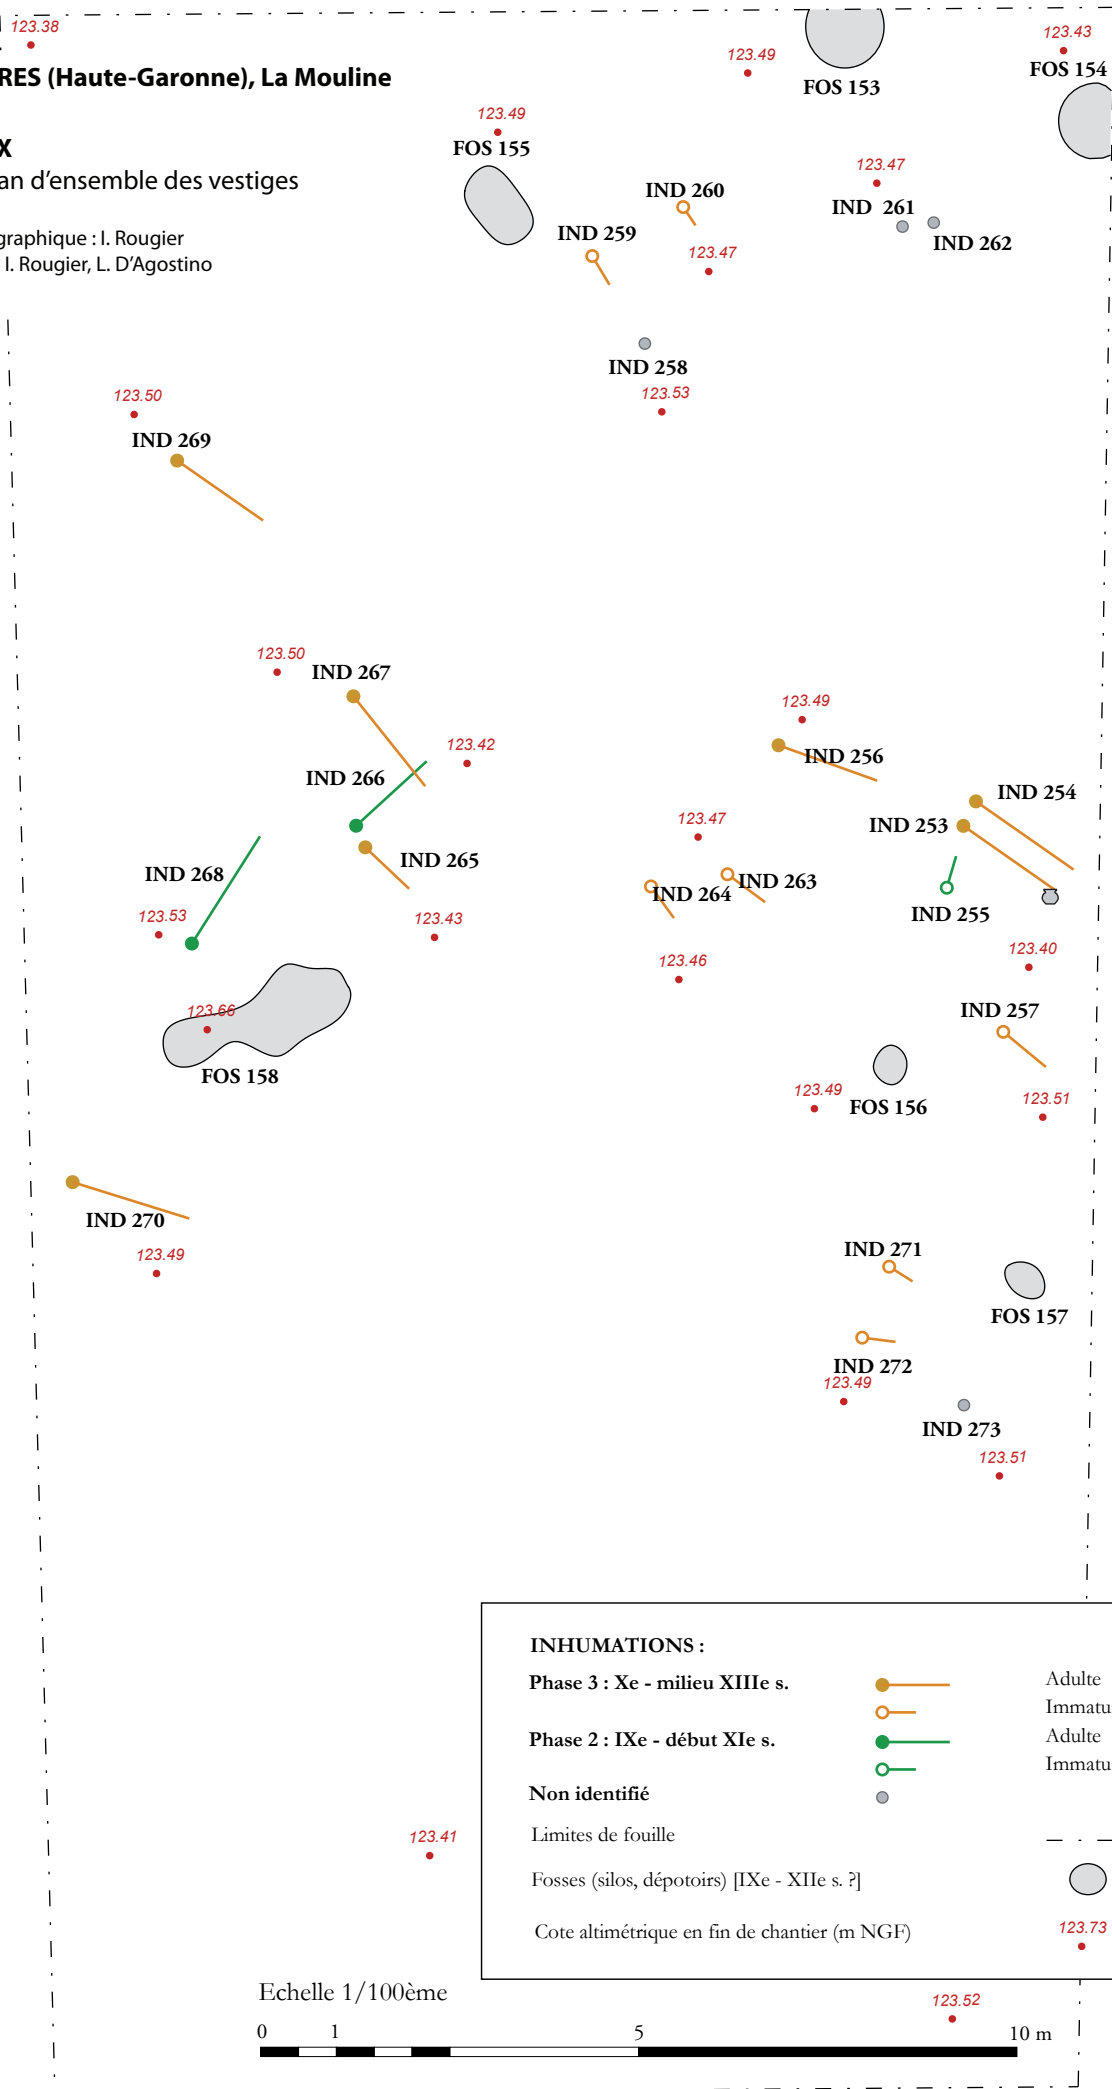 123.38
RES (Haute-Garonne), La Mouline
123.49
FOS 153
123.43
FOS 154
123.49
FOS 155
X
an d'ensemble des vestiges
IND 260
123.47
IND 261
IND 262
graphique : I. Rougier
I. Rougier, L. D'Agostino
IND 259
123.47
IND 258
123.53
123.50
IND 269
123.50
IND 267
123.42
IND 266
123.49
IND 256
IND 254
IND 253
123.47
IND 265
IND 268
IND 264
IND 263
IND 255
123.53
123.43
123.46
123.40
123.66
FOS 158
IND 257
123.49
FOS 156
123.51
IND 270
123.49
IND 271
FOS 157
IND 272
123.49
IND 273
123.51
INHUMATIONS :
Phase 3 : Xe - milieu XIIIe s. Adulte
Immatu
Phase 2 : IXe - début XIe s. Adulte
Immatu
Non identifié
Limites de fouille
Fosses (silos, dépotoirs) [IXe - XIIe s. ?]
Cote altimétrique en fin de chantier (m NGF) 123.73
123.41
Echelle 1/100ème
123.52
0 1 5 10 m